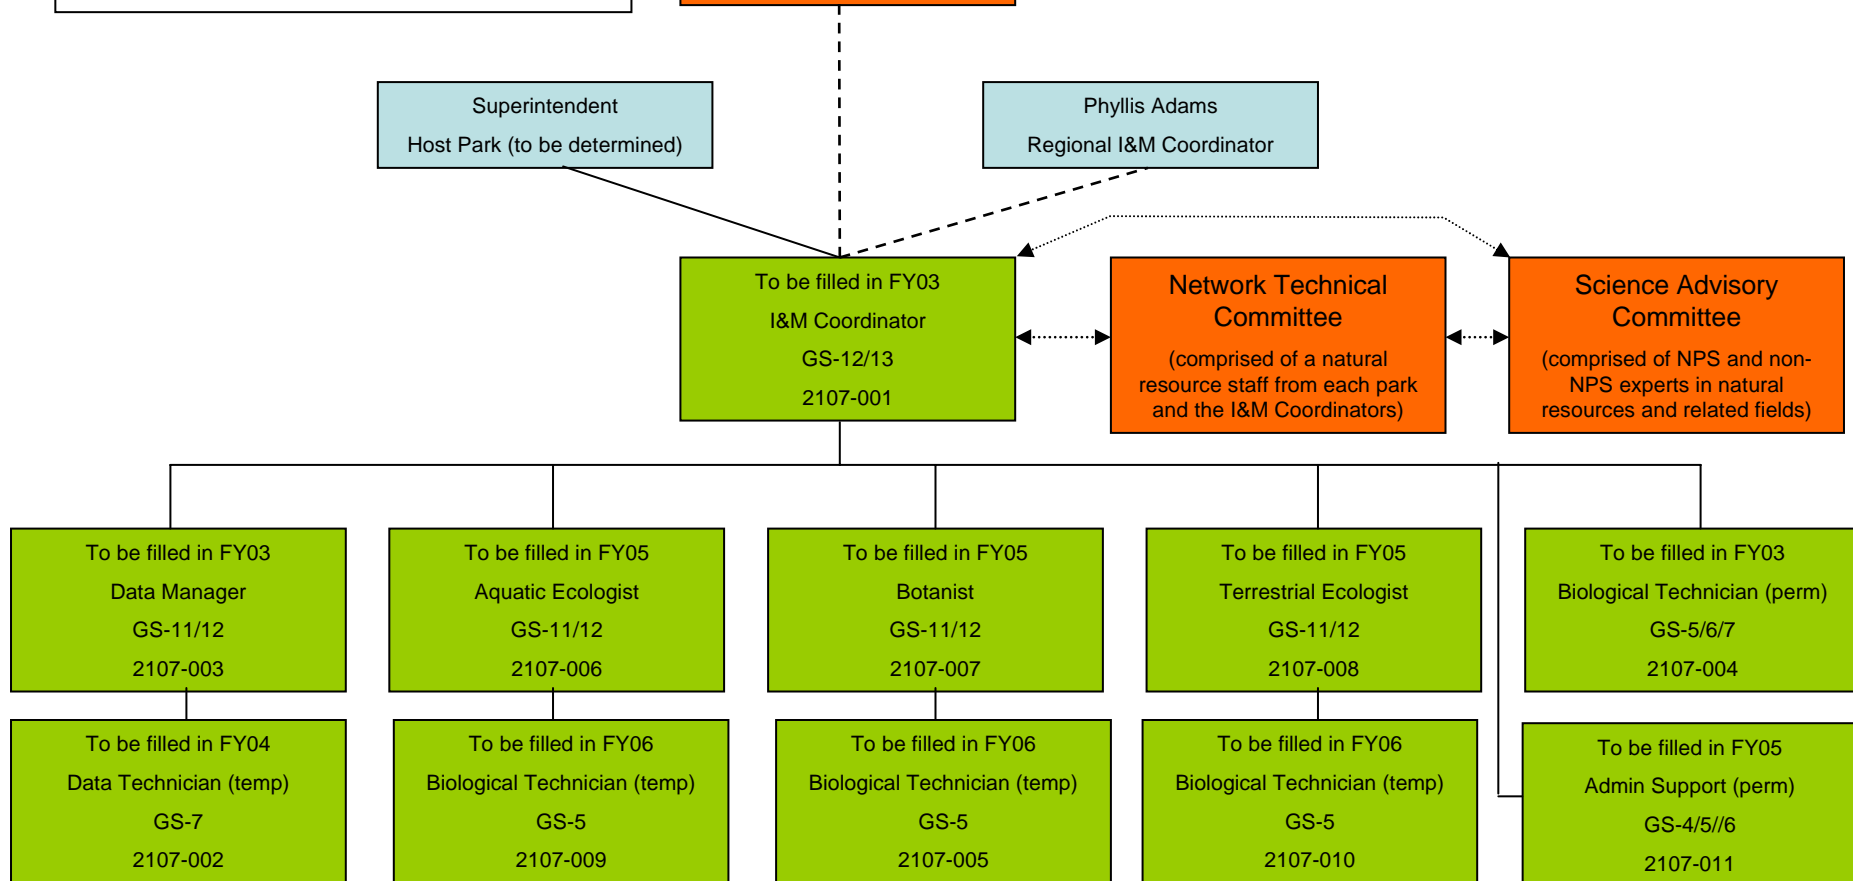 Superintendent
Host Park (to be determined)
Phyllis Adams
Regional I&M Coordinator
To be filled in FY03
I&M Coordinator
GS-12/13
2107-001
Network Technical
Committee
(comprised of a natural
resource staff from each park
and the I&M Coordinators)
Science Advisory
Committee
(comprised of NPS and non-
NPS experts in natural
resources and related fields)
To be filled in FY03
Data Manager
GS-11/12
2107-003
To be filled in FY05
Aquatic Ecologist
GS-11/12
2107-006
To be filled in FY05
Botanist
GS-11/12
2107-007
To be filled in FY05
Terrestrial Ecologist
GS-11/12
2107-008
To be filled in FY03
Biological Technician (perm)
GS-5/6/7
2107-004
To be filled in FY04
Data Technician (temp)
GS-7
2107-002
To be filled in FY06
Biological Technician (temp)
GS-5
2107-009
To be filled in FY06
Biological Technician (temp)
GS-5
2107-005
To be filled in FY06
Biological Technician (temp)
GS-5
2107-010
To be filled in FY05
Admin Support (perm)
GS-4/5//6
2107-011